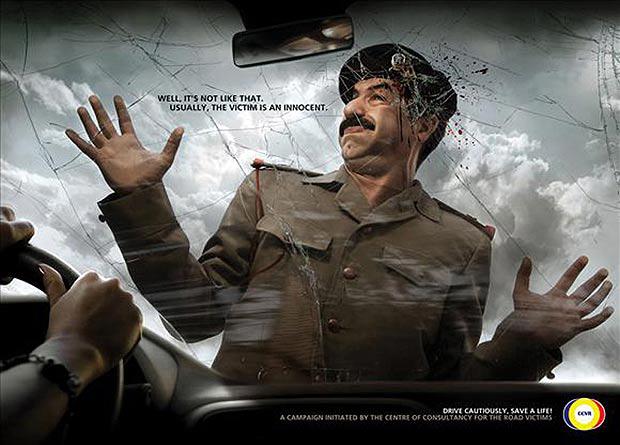 WELL, IT'S NOT LIKE THAT.
USUALLY, THE VICTIM IS AN INNOCENT.
DRIVE CAUTIOUSLY, SAVE A LIFE!
A CAMPAIGN INITIATED BY THE CENTRE OF CONSULTANCY FOR THE ROAD VICTIMS
CCVR